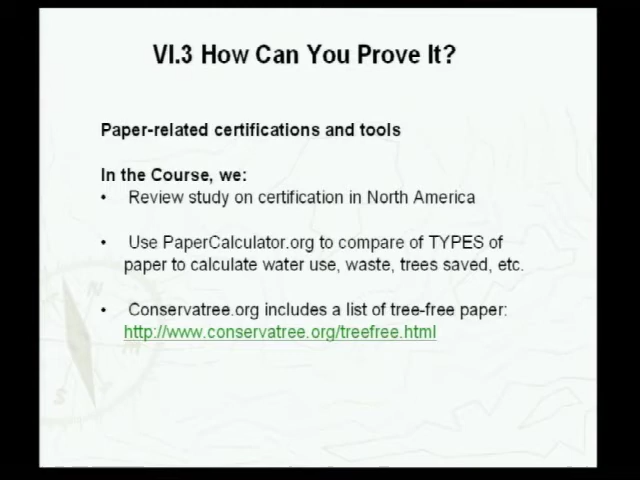 VI.3 How Can You Prove It?
Paper-related certifications and tools
In the Course, we:
• Review study on certification in North America
• Use PaperCalculator.org to compare of TYPES of
paper to calculate water use, waste, trees saved, etc.
• Conservatree.org includes a list of tree-free paper:
http://www.conservatree.org/treefree.html
N
S